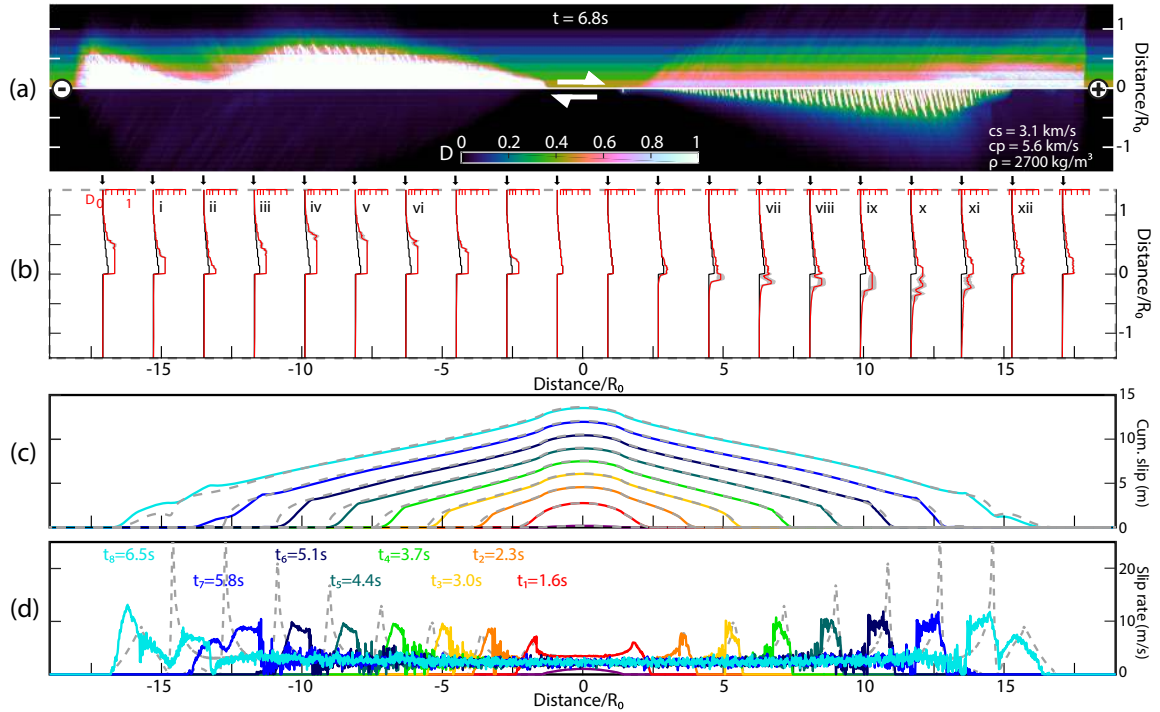 t = 6.8s
(a)
1
0
-1
Distance/R₀
-
+
D
0 0.2 0.4 0.6 0.8 1
cs = 3.1 km/s
cp = 5.6 km/s
ρ = 2700 kg/m³
(b)
D 0 1
i ii iii iv v vi vii viii ix x xi xii
1
0
-1
Distance/R₀
-15 -10 -5 0 5 10 15
Distance/R₀
(c)
15
10
5
0
Cum. slip (m)
(d)
t₈=6.5s t₆=5.1s t₄=3.7s t₂=2.3s
t₇=5.8s t₅=4.4s t₃=3.0s t₁=1.6s
20
10
0
Slip rate (m/s)
-15 -10 -5 0 5 10 15
Distance/R₀